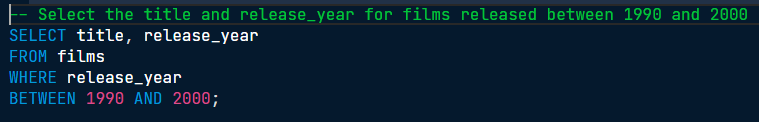 -- Select the title and release_year for films released between 1990 and 2000
SELECT title, release_year
FROM films
WHERE release_year
BETWEEN 1990 AND 2000;